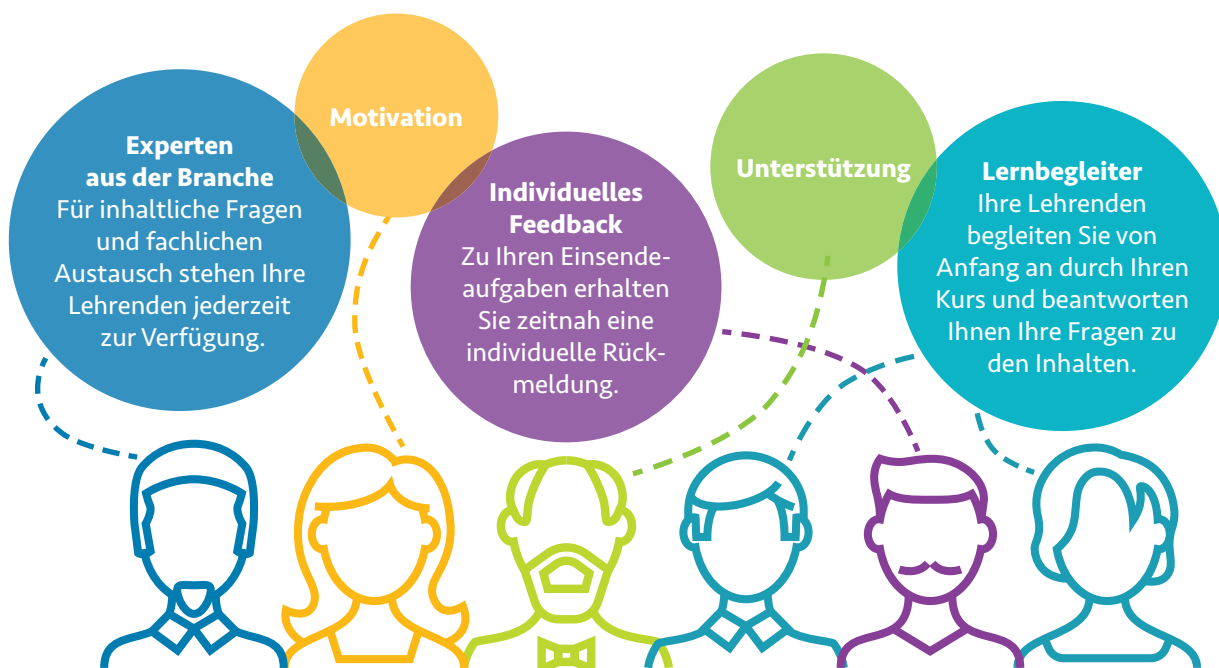 Experten
aus der Branche
Für inhaltliche Fragen
und fachlichen
Austausch stehen Ihre
Lehrenden jederzeit
zur Verfügung.
Motivation
Individuelles
Feedback
Zu Ihren Einsende-
aufgaben erhalten
Sie zeitnah eine
individuelle Rück-
meldung.
Unterstützung
Lernbegleiter
Ihre Lehrenden
begleiten Sie von
Anfang an durch Ihren
Kurs und beantworten
Ihnen Ihre Fragen zu
den Inhalten.